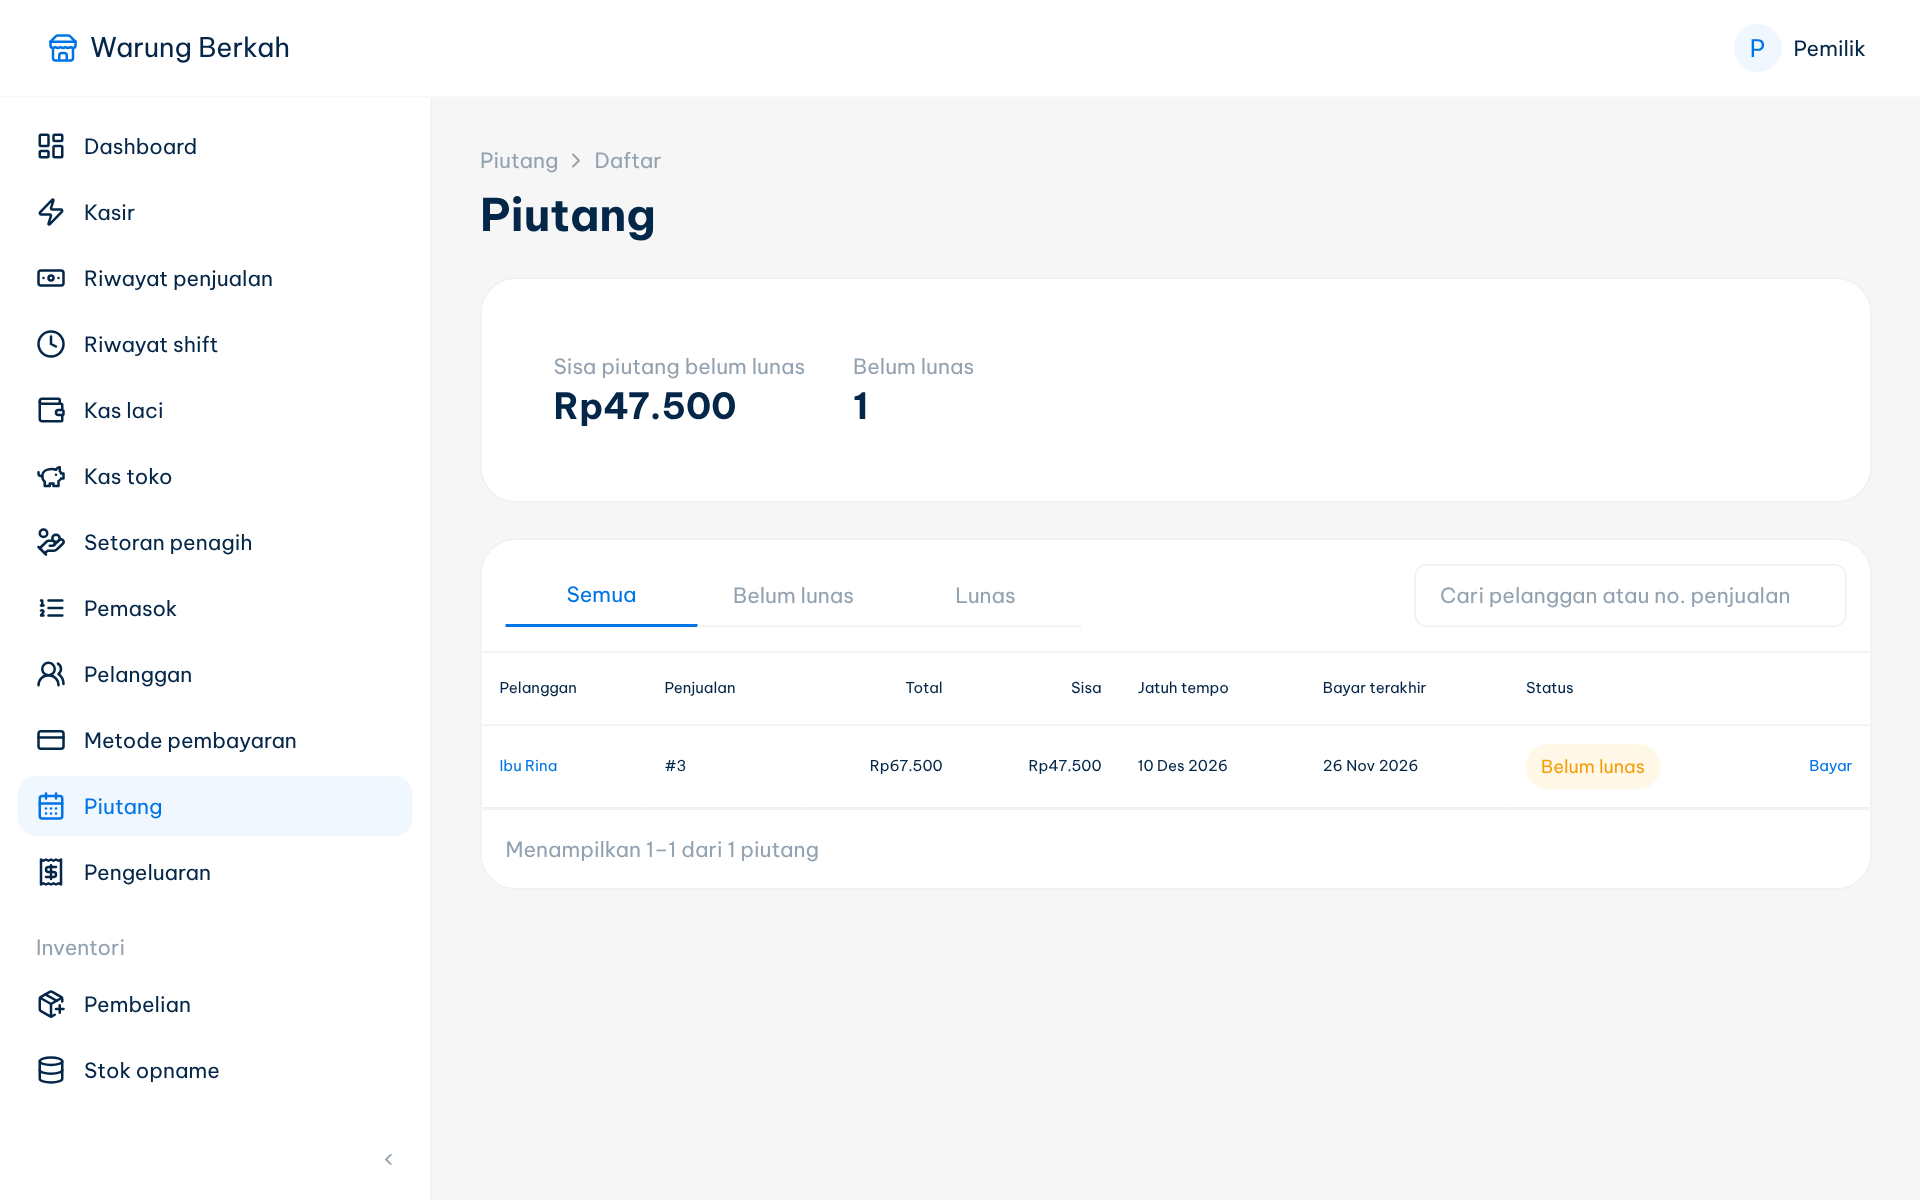 Warung Berkah
P Pemilik
Dashboard
Kasir
Riwayat penjualan
Riwayat shift
Kas laci
Kas toko
Setoran penagih
Pemasok
Pelanggan
Metode pembayaran
Piutang
Pengeluaran
Inventori
Pembelian
Stok opname
Piutang > Daftar
Piutang
Sisa piutang belum lunas Belum lunas
Rp47.500 1
Semua Belum lunas Lunas Cari pelanggan atau no. penjualan
Pelanggan Penjualan Total Sisa Jatuh tempo Bayar terakhir Status
Ibu Rina #3 Rp67.500 Rp47.500 10 Des 2026 26 Nov 2026 Belum lunas Bayar
Menampilkan 1–1 dari 1 piutang